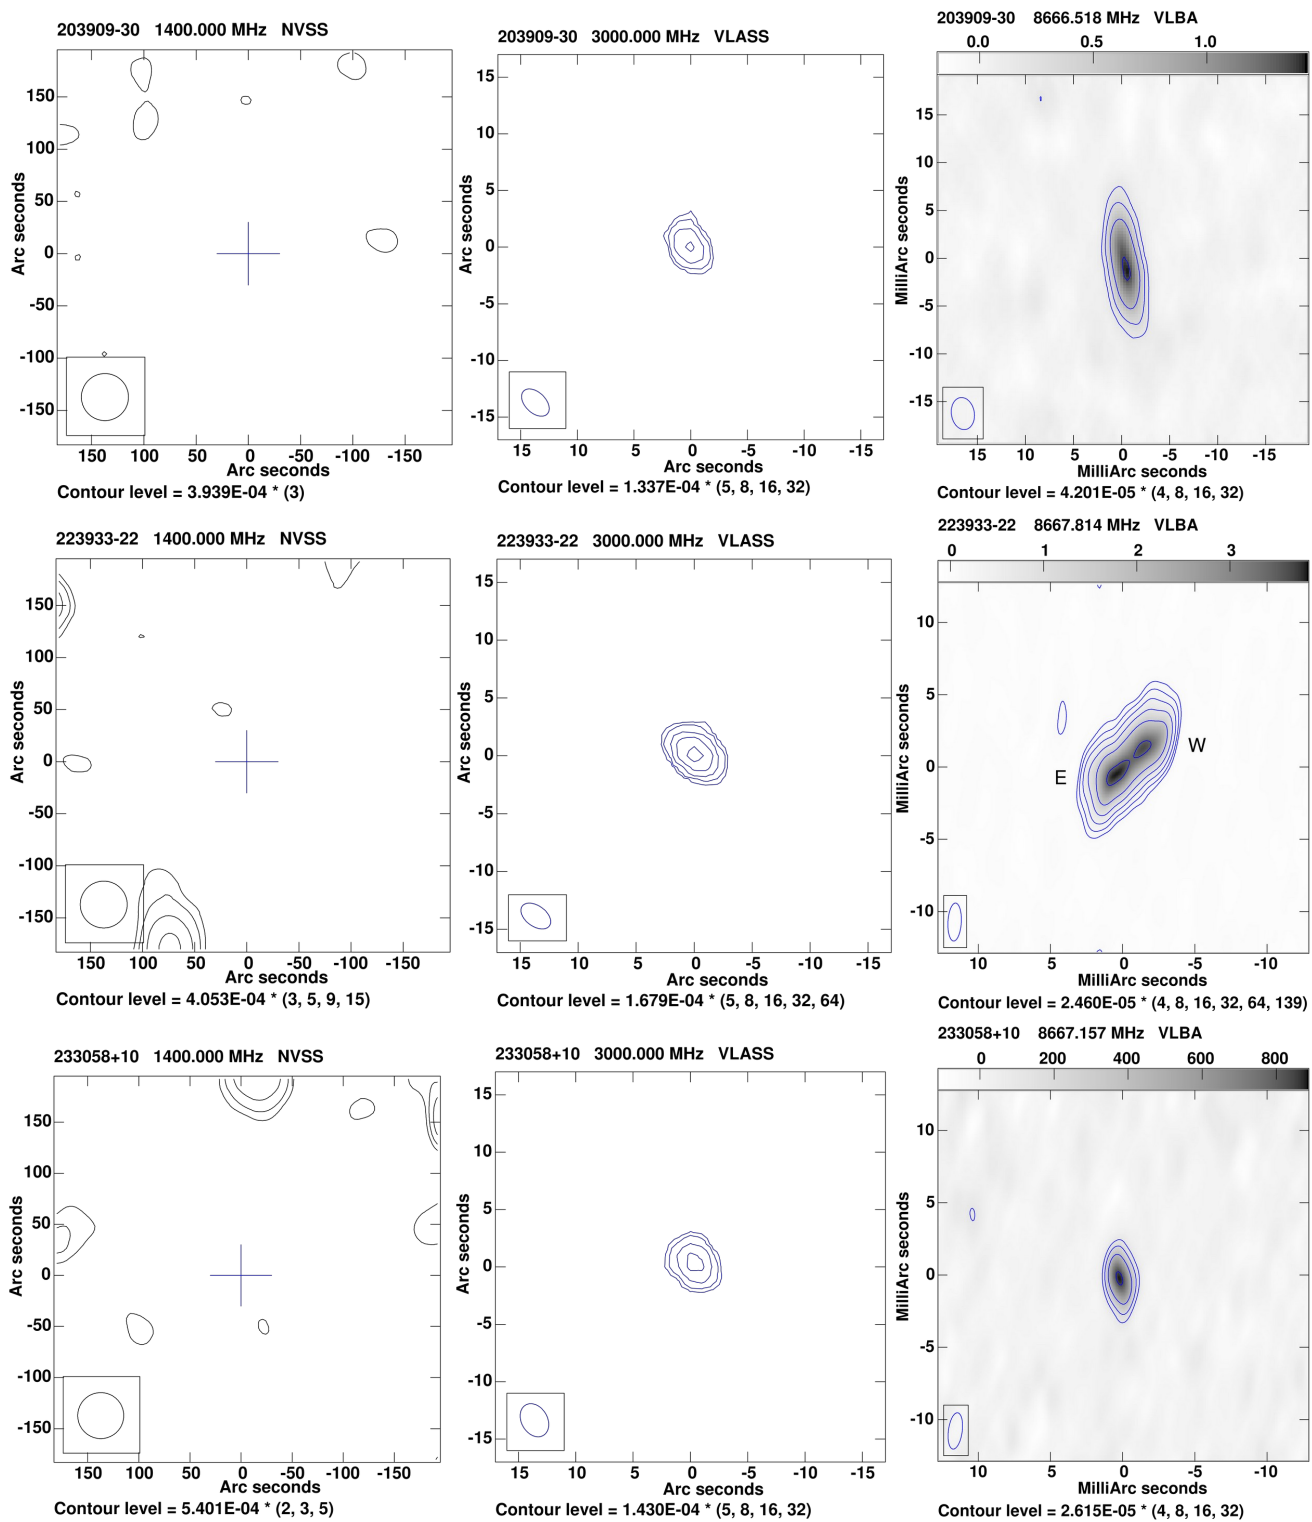 203909-30 1400.000 MHz NVSS
150
100
50
0
-50
-100
-150
Arc seconds
150 100 50 0 -50 -100 -150
Arc seconds
Contour level = 3.939E-04 * (3)
203909-30 3000.000 MHz VLASS
15
10
5
0
-5
-10
-15
Arc seconds
15 10 5 0 -5 -10 -15
Arc seconds
Contour level = 1.337E-04 * (5, 8, 16, 32)
203909-30 8666.518 MHz VLBA
0.0 0.5 1.0
15
10
5
0
-5
-10
-15
MilliArc seconds
15 10 5 0 -5 -10 -15
MilliArc seconds
Contour level = 4.201E-05 * (4, 8, 16, 32)
223933-22 1400.000 MHz NVSS
150
100
50
0
-50
-100
-150
Arc seconds
150 100 50 0 -50 -100 -150
Arc seconds
Contour level = 4.053E-04 * (3, 5, 9, 15)
223933-22 3000.000 MHz VLASS
15
10
5
0
-5
-10
-15
Arc seconds
15 10 5 0 -5 -10 -15
Arc seconds
Contour level = 1.679E-04 * (5, 8, 16, 32, 64)
223933-22 8667.814 MHz VLBA
0 1 2 3
10
5
0
-5
-10
MilliArc seconds
W
E
10 5 0 -5 -10
MilliArc seconds
Contour level = 2.460E-05 * (4, 8, 16, 32, 64, 139)
233058+10 1400.000 MHz NVSS
150
100
50
0
-50
-100
-150
Arc seconds
150 100 50 0 -50 -100 -150
Arc seconds
Contour level = 5.401E-04 * (2, 3, 5)
233058+10 3000.000 MHz VLASS
15
10
5
0
-5
-10
-15
Arc seconds
15 10 5 0 -5 -10 -15
Arc seconds
Contour level = 1.430E-04 * (5, 8, 16, 32)
233058+10 8667.157 MHz VLBA
0 200 400 600 800
10
5
0
-5
-10
MilliArc seconds
10 5 0 -5 -10
MilliArc seconds
Contour level = 2.615E-05 * (4, 8, 16, 32)